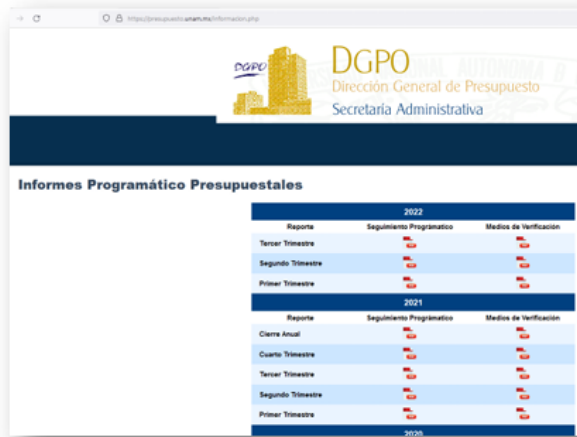 https://presupuesto.unam.mx/informacion.php
DGPO
DGPO
Dirección General de Presupuesto
Secretaría Administrativa
Informes Programático Presupuestales
2022
Reporte Seguimiento Programático Medios de Verificación
Tercer Trimestre
Segundo Trimestre
Primer Trimestre
2021
Reporte Seguimiento Programático Medios de Verificación
Cierre Anual
Cuarto Trimestre
Tercer Trimestre
Segundo Trimestre
Primer Trimestre
2020